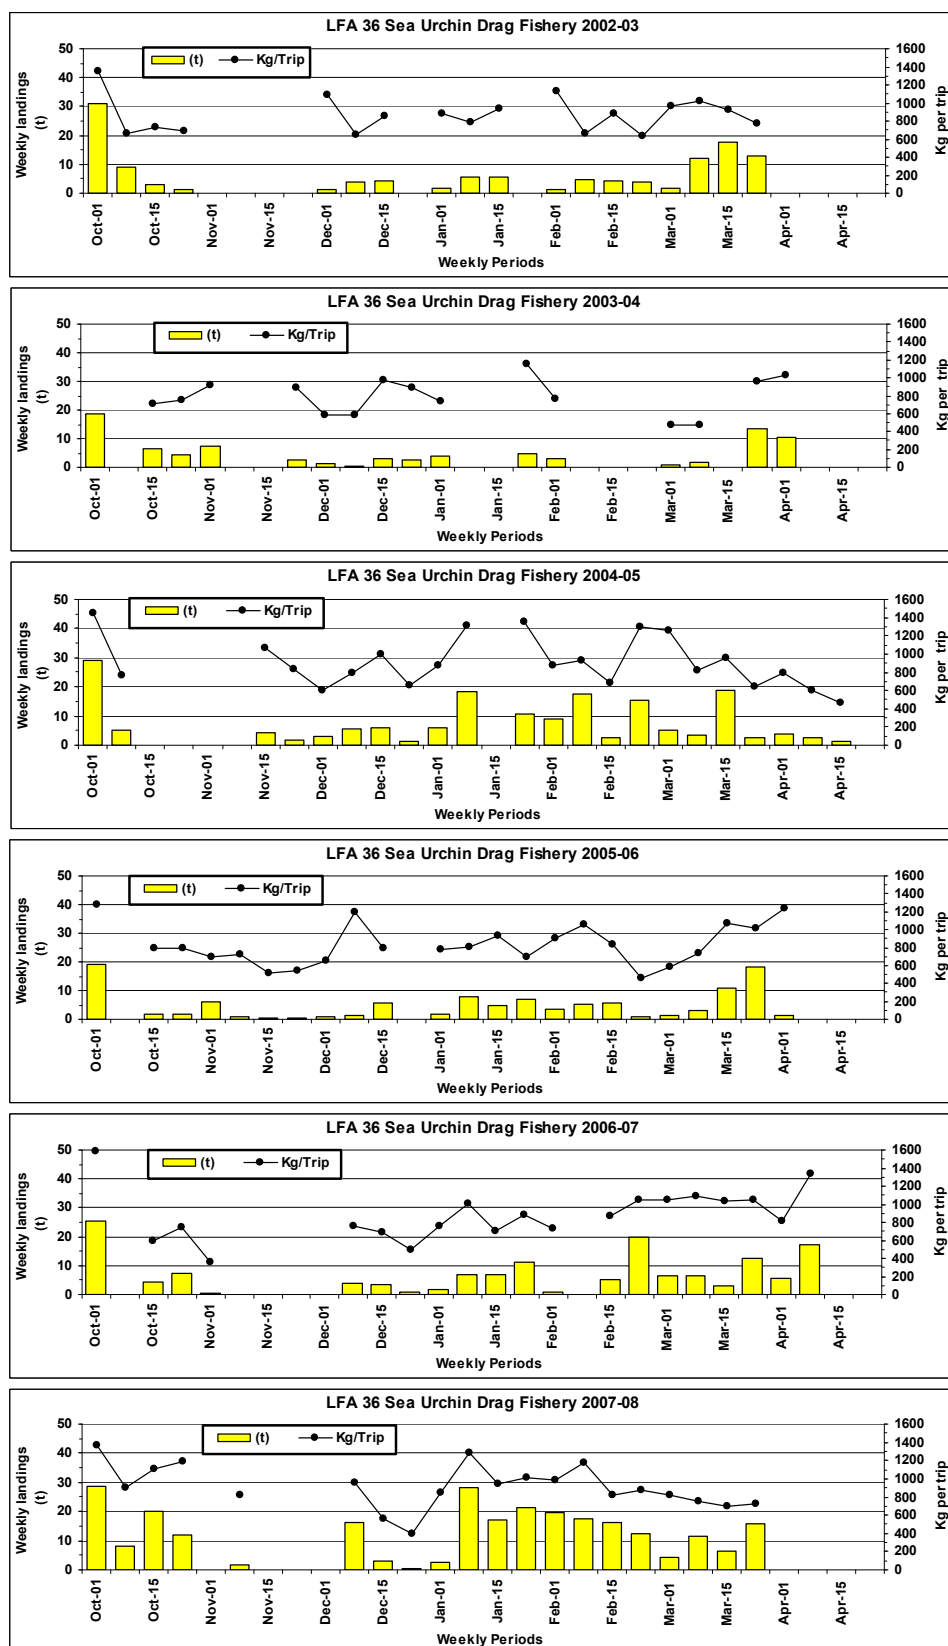 LFA 36 Sea Urchin Drag Fishery 2002-03
Weekly landings
(t)
50
40
30
20
10
0
(t) Kg/Trip
1600
1400
1200
1000
800
600
400
200
0
Kg per trip
Oct-01 Oct-15 Nov-01 Nov-15 Dec-01 Dec-15 Jan-01 Jan-15 Feb-01 Feb-15 Mar-01 Mar-15 Apr-01 Apr-15
Weekly Periods
LFA 36 Sea Urchin Drag Fishery 2003-04
Weekly landings
(t)
50
40
30
20
10
0
(t) Kg/Trip
1600
1400
1200
1000
800
600
400
200
0
Kg per trip
Oct-01 Oct-15 Nov-01 Nov-15 Dec-01 Dec-15 Jan-01 Jan-15 Feb-01 Feb-15 Mar-01 Mar-15 Apr-01 Apr-15
Weekly Periods
LFA 36 Sea Urchin Drag Fishery 2004-05
Weekly landings
(t)
50
40
30
20
10
0
(t) Kg/Trip
1600
1400
1200
1000
800
600
400
200
0
Kg per trip
Oct-01 Oct-15 Nov-01 Nov-15 Dec-01 Dec-15 Jan-01 Jan-15 Feb-01 Feb-15 Mar-01 Mar-15 Apr-01 Apr-15
Weekly Periods
LFA 36 Sea Urchin Drag Fishery 2005-06
Weekly landings
(t)
50
40
30
20
10
0
(t) Kg/Trip
1600
1400
1200
1000
800
600
400
200
0
Kg per trip
Oct-01 Oct-15 Nov-01 Nov-15 Dec-01 Dec-15 Jan-01 Jan-15 Feb-01 Feb-15 Mar-01 Mar-15 Apr-01 Apr-15
Weekly Periods
LFA 36 Sea Urchin Drag Fishery 2006-07
Weekly landings
(t)
50
40
30
20
10
0
(t) Kg/Trip
1600
1400
1200
1000
800
600
400
200
0
Kg per trip
Oct-01 Oct-15 Nov-01 Nov-15 Dec-01 Dec-15 Jan-01 Jan-15 Feb-01 Feb-15 Mar-01 Mar-15 Apr-01 Apr-15
Weekly Periods
LFA 36 Sea Urchin Drag Fishery 2007-08
Weekly landings
(t)
50
40
30
20
10
0
(t) Kg/Trip
1600
1400
1200
1000
800
600
400
200
0
Kg per trip
Oct-01 Oct-15 Nov-01 Nov-15 Dec-01 Dec-15 Jan-01 Jan-15 Feb-01 Feb-15 Mar-01 Mar-15 Apr-01 Apr-15
Weekly Periods